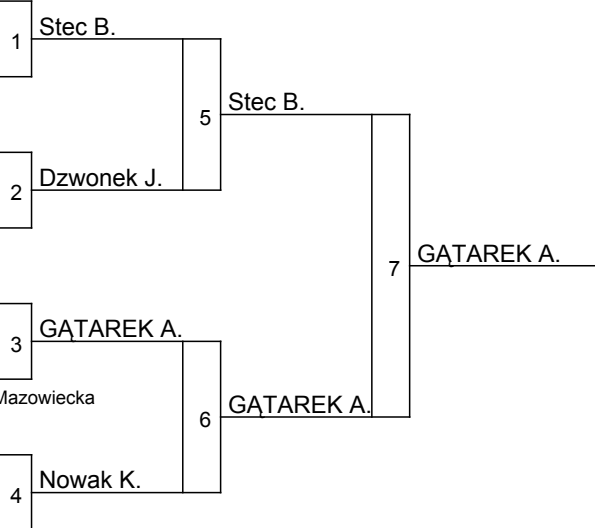 Stec B.
1
Stec B.
5
Dzwonek J.
2
GĄTAREK A.
7
GĄTAREK A.
3
Mazowiecka
GĄTAREK A.
6
Nowak K.
4